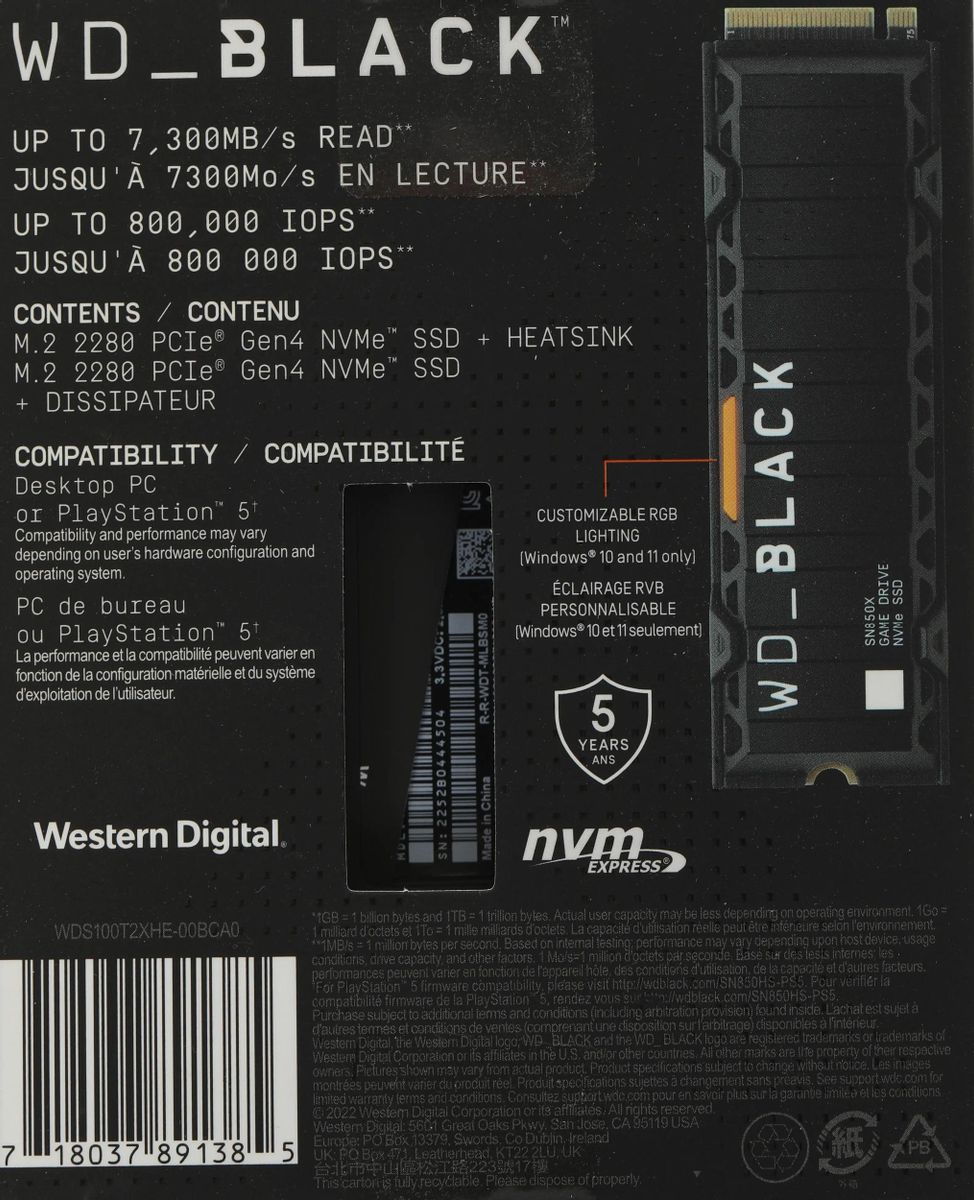 WD_BLACK™
UP TO 7,300MB/s READ**
JUSQU'À 7300Mo/s EN LECTURE**
UP TO 800,000 IOPS**
JUSQU'À 800 000 IOPS**
CONTENTS / CONTENU
M.2 2280 PCIe® Gen4 NVMe™ SSD + HEATSINK
M.2 2280 PCIe® Gen4 NVMe™ SSD
+ DISSIPATEUR
COMPATIBILITY / COMPATIBILITÉ
Desktop PC
or PlayStation™ 5†
Compatibility and performance may vary
depending on user's hardware configuration and
operating system.
PC de bureau
ou PlayStation™ 5†
La performance et la compatibilité peuvent varier en
fonction de la configuration matérielle et du système
d'exploitation de l'utilisateur.
3.3VDC
SN: 2252B0444504
R-R-WDT-MLBSM0
Made in China
CUSTOMIZABLE RGB
LIGHTING
(Windows® 10 and 11 only)
ÉCLAIRAGE RVB
PERSONNALISABLE
(Windows® 10 et 11 seulement)
5
YEARS
ANS
1
75
WD_BLACK
SN850X
GAME DRIVE
NVMe SSD
Western Digital®
nvm
EXPRESS®
WDS100T2XHE-00BCA0
7 18037 89138 5
*1GB = 1 billion bytes and 1TB = 1 trillion bytes. Actual user capacity may be less depending on operating environment. 1Go =
1 milliard d'octets et 1To = 1 mille milliards d'octets. La capacité d'utilisation réelle peut être inférieure selon l'environnement.
**1MB/s = 1 million bytes per second. Based on internal testing; performance may vary depending upon host device, usage
conditions, drive capacity, and other factors. 1 Mo/s=1 million d'octets par seconde. Basé sur des tests internes; les
performances peuvent varier en fonction de l'appareil hôte, des conditions d'utilisation, de la capacité et d'autres facteurs.
†For PlayStation™ 5 firmware compatibility, please visit http://wdblack.com/SN850HS-PS5. Pour vérifier la
compatibilité firmware de la PlayStation™ 5, rendez vous sur http://wdblack.com/SN850HS-PS5.
Purchase subject to additional terms and conditions (including arbitration provision) found inside. L'achat est sujet à
d'autres termes et conditions de ventes (comprenant une disposition sur l'arbitrage) disponibles à l'intérieur.
Western Digital, the Western Digital logo, WD_BLACK and the WD_BLACK logo are registered trademarks or trademarks of
Western Digital Corporation or its affiliates in the U.S. and/or other countries. All other marks are the property of their respective
owners. Pictures shown may vary from actual product. Product specifications subject to change without notice. Les images
montrées peuvent varier du produit réel. Produit spécifications sujettes à changement sans préavis. See support.wdc.com for
limited warranty terms and conditions. Consultez support.wdc.com pour en savoir plus sur la garantie limitée et les conditions.
© 2022 Western Digital Corporation or its affiliates. All rights reserved.
Western Digital: 5601 Great Oaks Pkwy, San Jose, CA 95119 USA
Europe: PO Box 13379, Swords, Co Dublin, Ireland
UK: PO Box 471, Leatherhead, KT22 2LU, UK
台北市中山區松江路223號17樓
This carton is fully recyclable. Please dispose of properly.
紙
外箱
PB